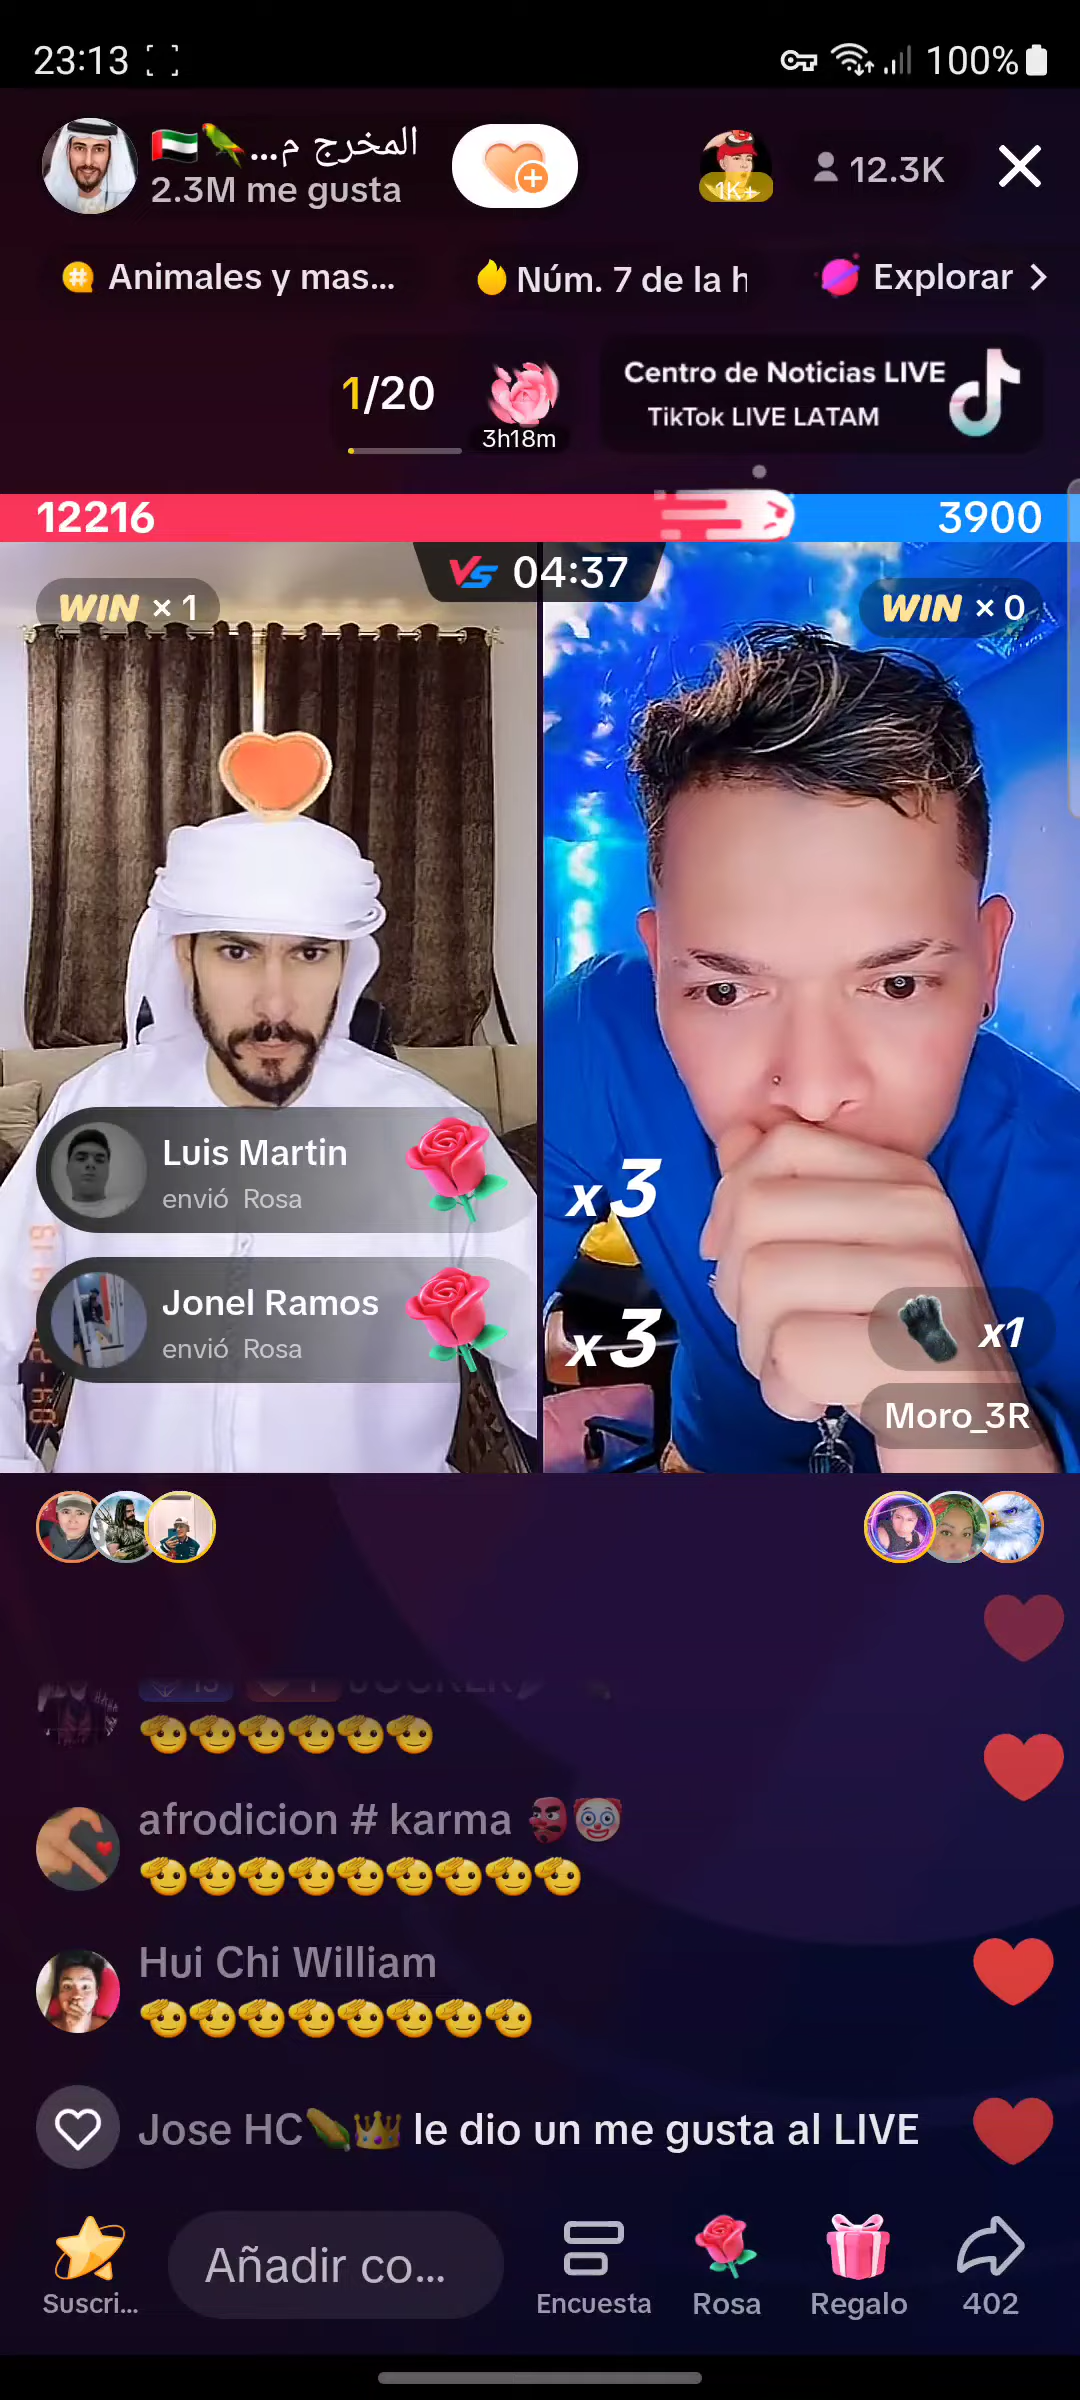 23:13
100%
المخرج م...
2.3M me gusta
1K+
12.3K
Animales y mas...
Núm. 7 de la h
Explorar
1/20
3h18m
Centro de Noticias LIVE
TikTok LIVE LATAM
12216
3900
VS 04:37
WIN x 1
WIN x 0
Luis Martin
envió Rosa
x3
Jonel Ramos
envió Rosa
x3
x1
Moro_3R
afrodicion # karma
Hui Chi William
Jose HC le dio un me gusta al LIVE
Añadir co...
Suscri...
Encuesta
Rosa
Regalo
402